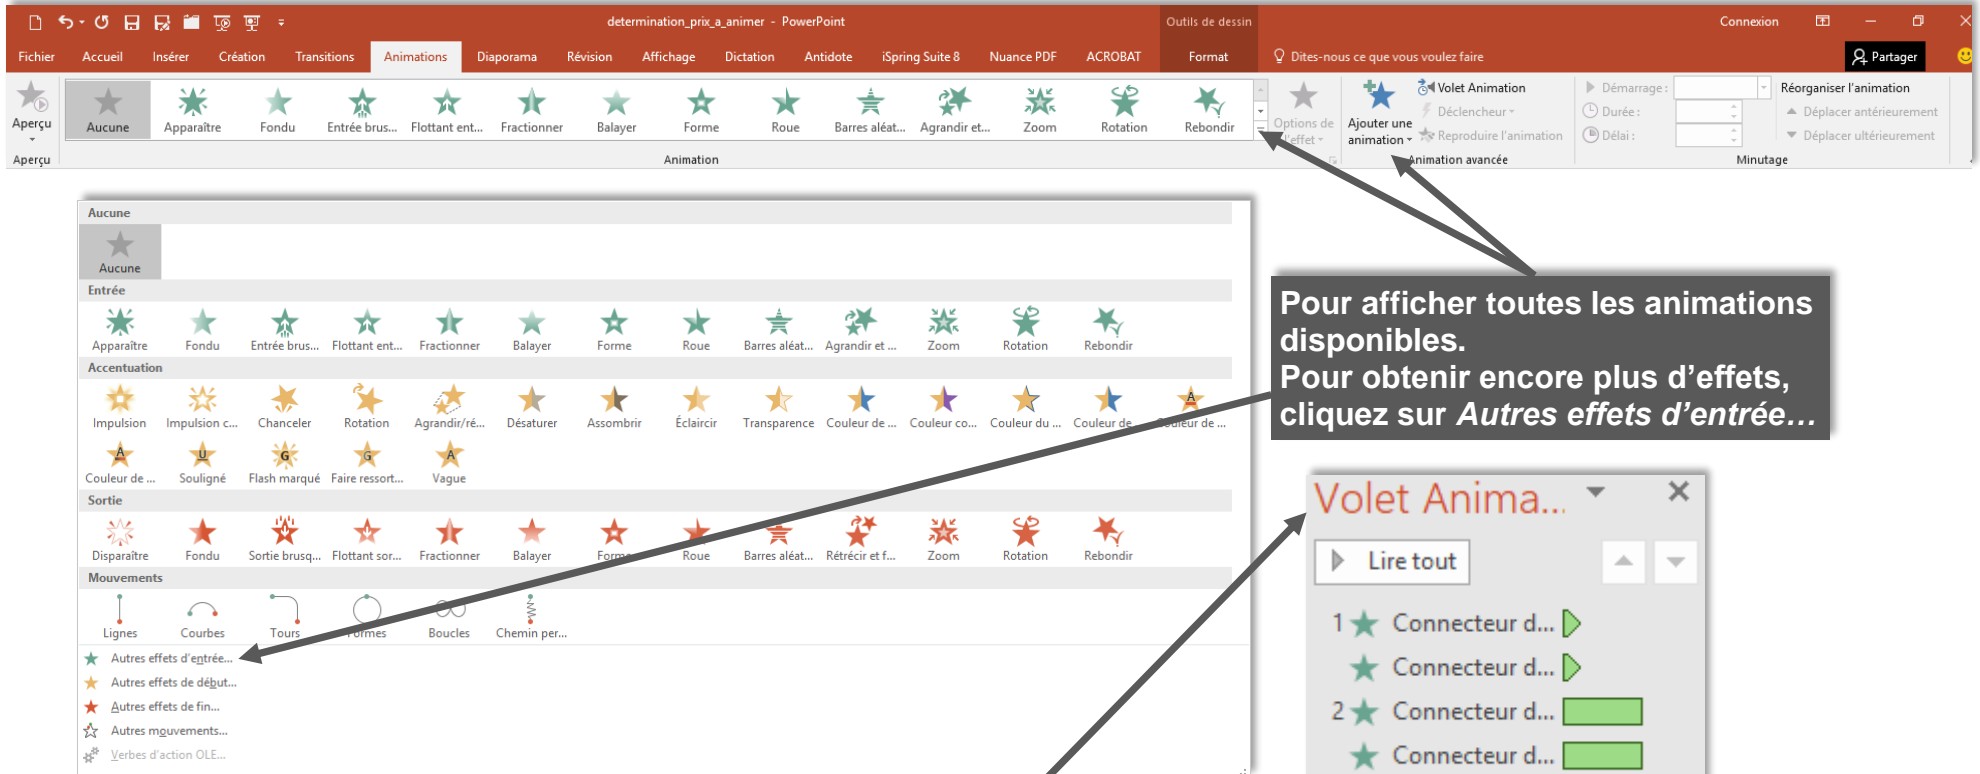 determination_prix_a_animer - PowerPoint
Outils de dessin
Connexion
Fichier Accueil Insérer Création Transitions Animations Diaporama Révision Affichage Dictation Antidote iSpring Suite 8 Nuance PDF ACROBAT Format Dites-nous ce que vous voulez faire Partager
Aperçu
Aucune Apparaître Fondu Entrée brus... Flottant ent... Fractionner Balayer Forme Roue Barres aléat... Agrandir et... Zoom Rotation Rebondir
Options de
l'effet
Ajouter une
animation
Volet Animation
Déclencheur
Reproduire l'animation
Démarrage :
Durée :
Délai :
Réorganiser l'animation
Déplacer antérieurement
Déplacer ultérieurement
Aperçu Animation Animation avancée Minutage
Aucune
Aucune
Entrée
Apparaître Fondu Entrée brus... Flottant ent... Fractionner Balayer Forme Roue Barres aléat... Agrandir et ... Zoom Rotation Rebondir
Accentuation
Impulsion Impulsion c... Chanceler Rotation Agrandir/ré... Désaturer Assombrir Éclaircir Transparence Couleur de ... Couleur co... Couleur du ... Couleur de Couleur de ...
Couleur de ... Souligné Flash marqué Faire ressort... Vague
Sortie
Disparaître Fondu Sortie brusq... Flottant sor... Fractionner Balayer Forme Roue Barres aléat... Rétrécir et f... Zoom Rotation Rebondir
Mouvements
Lignes Courbes Tours Formes Boucles Chemin per...
Autres effets d'entrée...
Autres effets de début...
Autres effets de fin...
Autres mouvements...
Verbes d'action OLE...
Pour afficher toutes les animations
disponibles.
Pour obtenir encore plus d'effets,
cliquez sur Autres effets d'entrée…
Volet Anima...
Lire tout
1 Connecteur d...
Connecteur d...
2 Connecteur d...
Connecteur d...